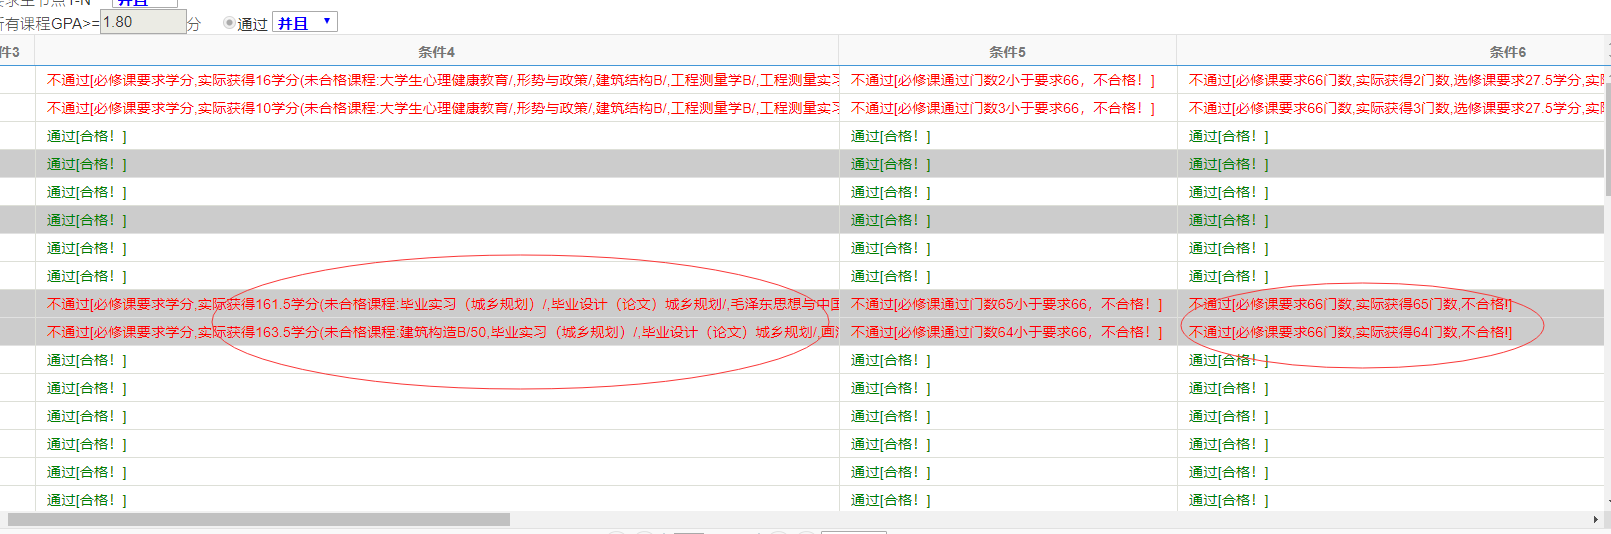 所有课程GPA>= 1.80 分 通过 并且
件3 条件4 条件5 条件6
不通过[必修课要求学分,实际获得16学分(未合格课程:大学生心理健康教育/,形势与政策/,建筑结构B/,工程测量学B/,工程测量实习 不通过[必修课通过门数2小于要求66，不合格！] 不通过[必修课要求66门数,实际获得2门数,选修课要求27.5学分,实际
不通过[必修课要求学分,实际获得10学分(未合格课程:大学生心理健康教育/,形势与政策/,建筑结构B/,工程测量学B/,工程测量实习 不通过[必修课通过门数3小于要求66，不合格！] 不通过[必修课要求66门数,实际获得3门数,选修课要求27.5学分,实际
通过[合格！] 通过[合格！] 通过[合格！]
通过[合格！] 通过[合格！] 通过[合格！]
通过[合格！] 通过[合格！] 通过[合格！]
通过[合格！] 通过[合格！] 通过[合格！]
通过[合格！] 通过[合格！] 通过[合格！]
通过[合格！] 通过[合格！] 通过[合格！]
不通过[必修课要求学分,实际获得161.5学分(未合格课程:毕业实习（城乡规划）/,毕业设计（论文）城乡规划/,毛泽东思想与中国 不通过[必修课通过门数65小于要求66，不合格！] 不通过[必修课要求66门数,实际获得65门数,不合格!]
不通过[必修课要求学分,实际获得163.5学分(未合格课程:建筑构造B/50,毕业实习（城乡规划）/,毕业设计（论文）城乡规划/, 不通过[必修课通过门数64小于要求66，不合格！] 不通过[必修课要求66门数,实际获得64门数,不合格!]
通过[合格！] 通过[合格！] 通过[合格！]
通过[合格！] 通过[合格！] 通过[合格！]
通过[合格！] 通过[合格！] 通过[合格！]
通过[合格！] 通过[合格！] 通过[合格！]
通过[合格！] 通过[合格！] 通过[合格！]
通过[合格！] 通过[合格！] 通过[合格！]